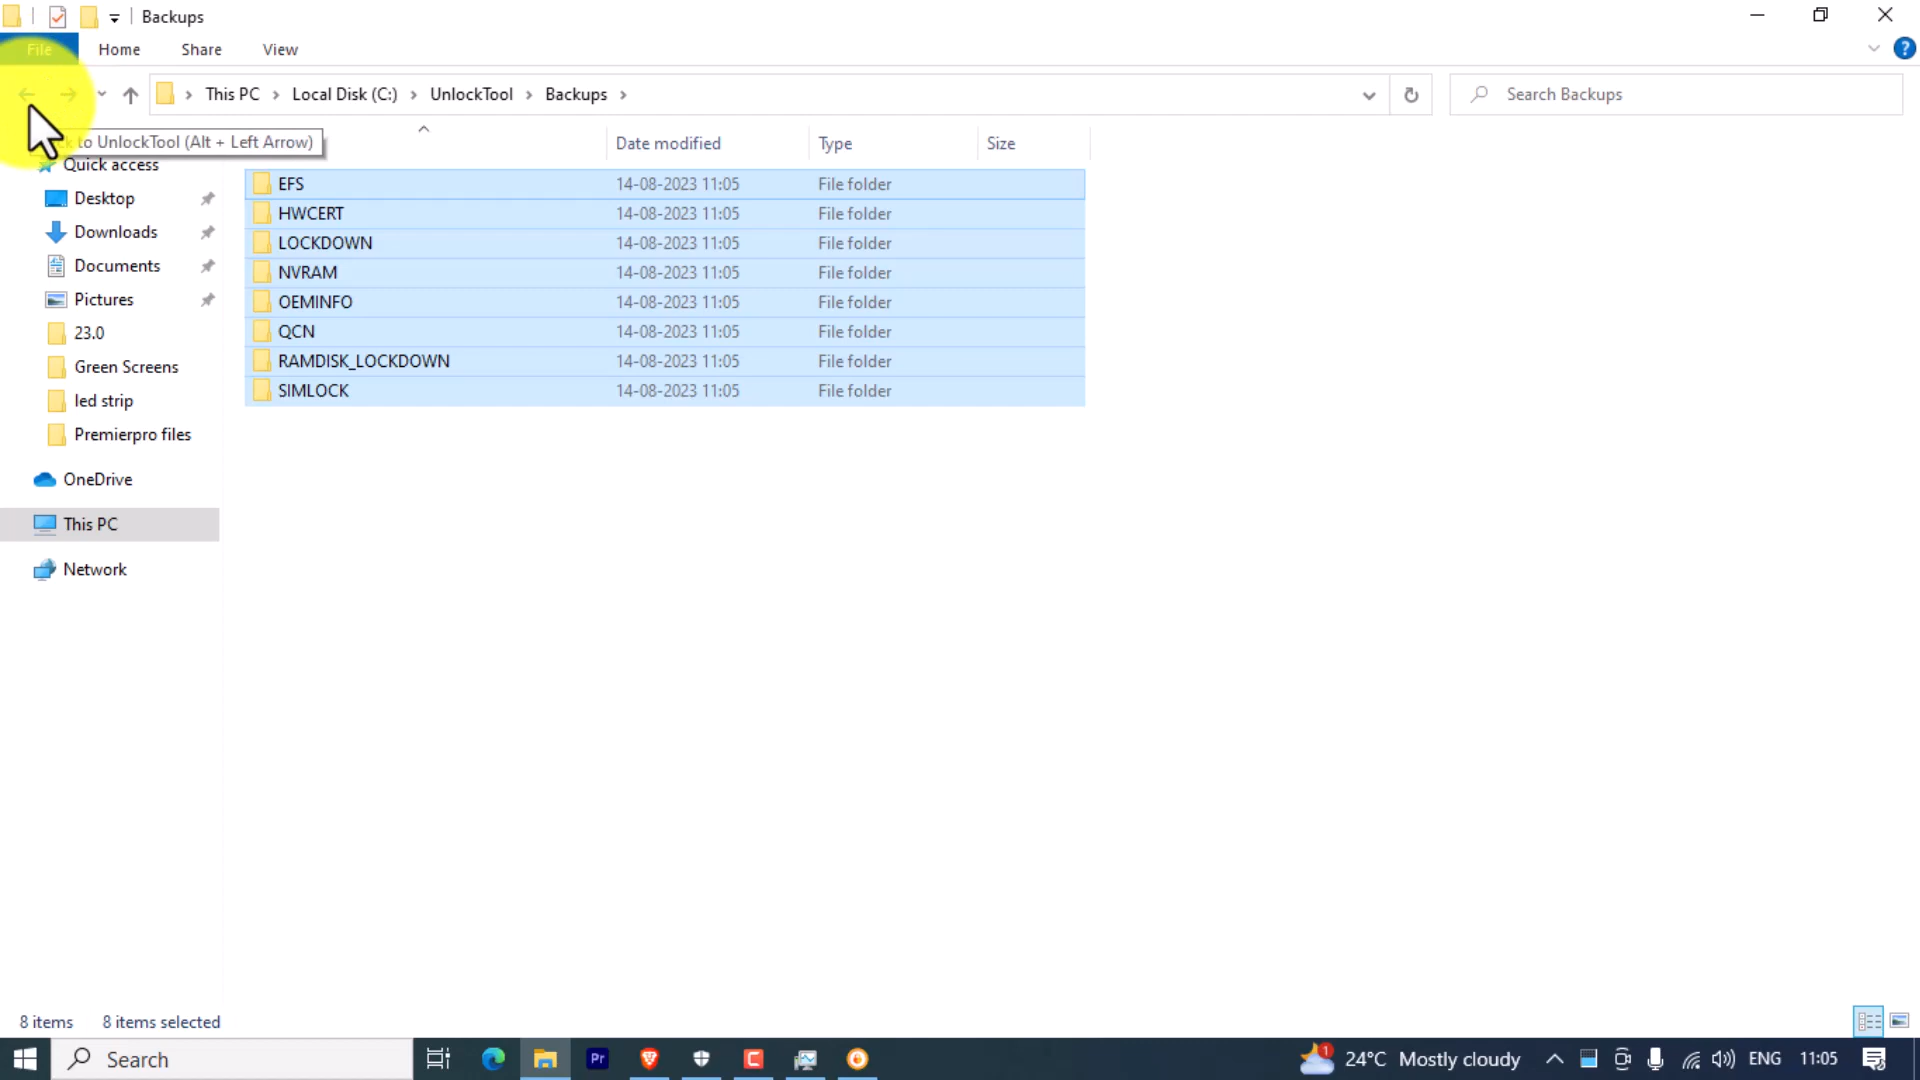 Backups
File Home Share View
This PC Local Disk (C:) UnlockTool Backups Search Backups
to UnlockTool (Alt + Left Arrow)
Date modified Type Size
Quick access
Desktop
Downloads
Documents
Pictures
23.0
Green Screens
led strip
Premierpro files
OneDrive
This PC
Network
EFS 14-08-2023 11:05 File folder
HWCERT 14-08-2023 11:05 File folder
LOCKDOWN 14-08-2023 11:05 File folder
NVRAM 14-08-2023 11:05 File folder
OEMINFO 14-08-2023 11:05 File folder
QCN 14-08-2023 11:05 File folder
RAMDISK_LOCKDOWN 14-08-2023 11:05 File folder
SIMLOCK 14-08-2023 11:05 File folder
8 items 8 items selected
Search Pr 1 24°C Mostly cloudy ENG 11:05